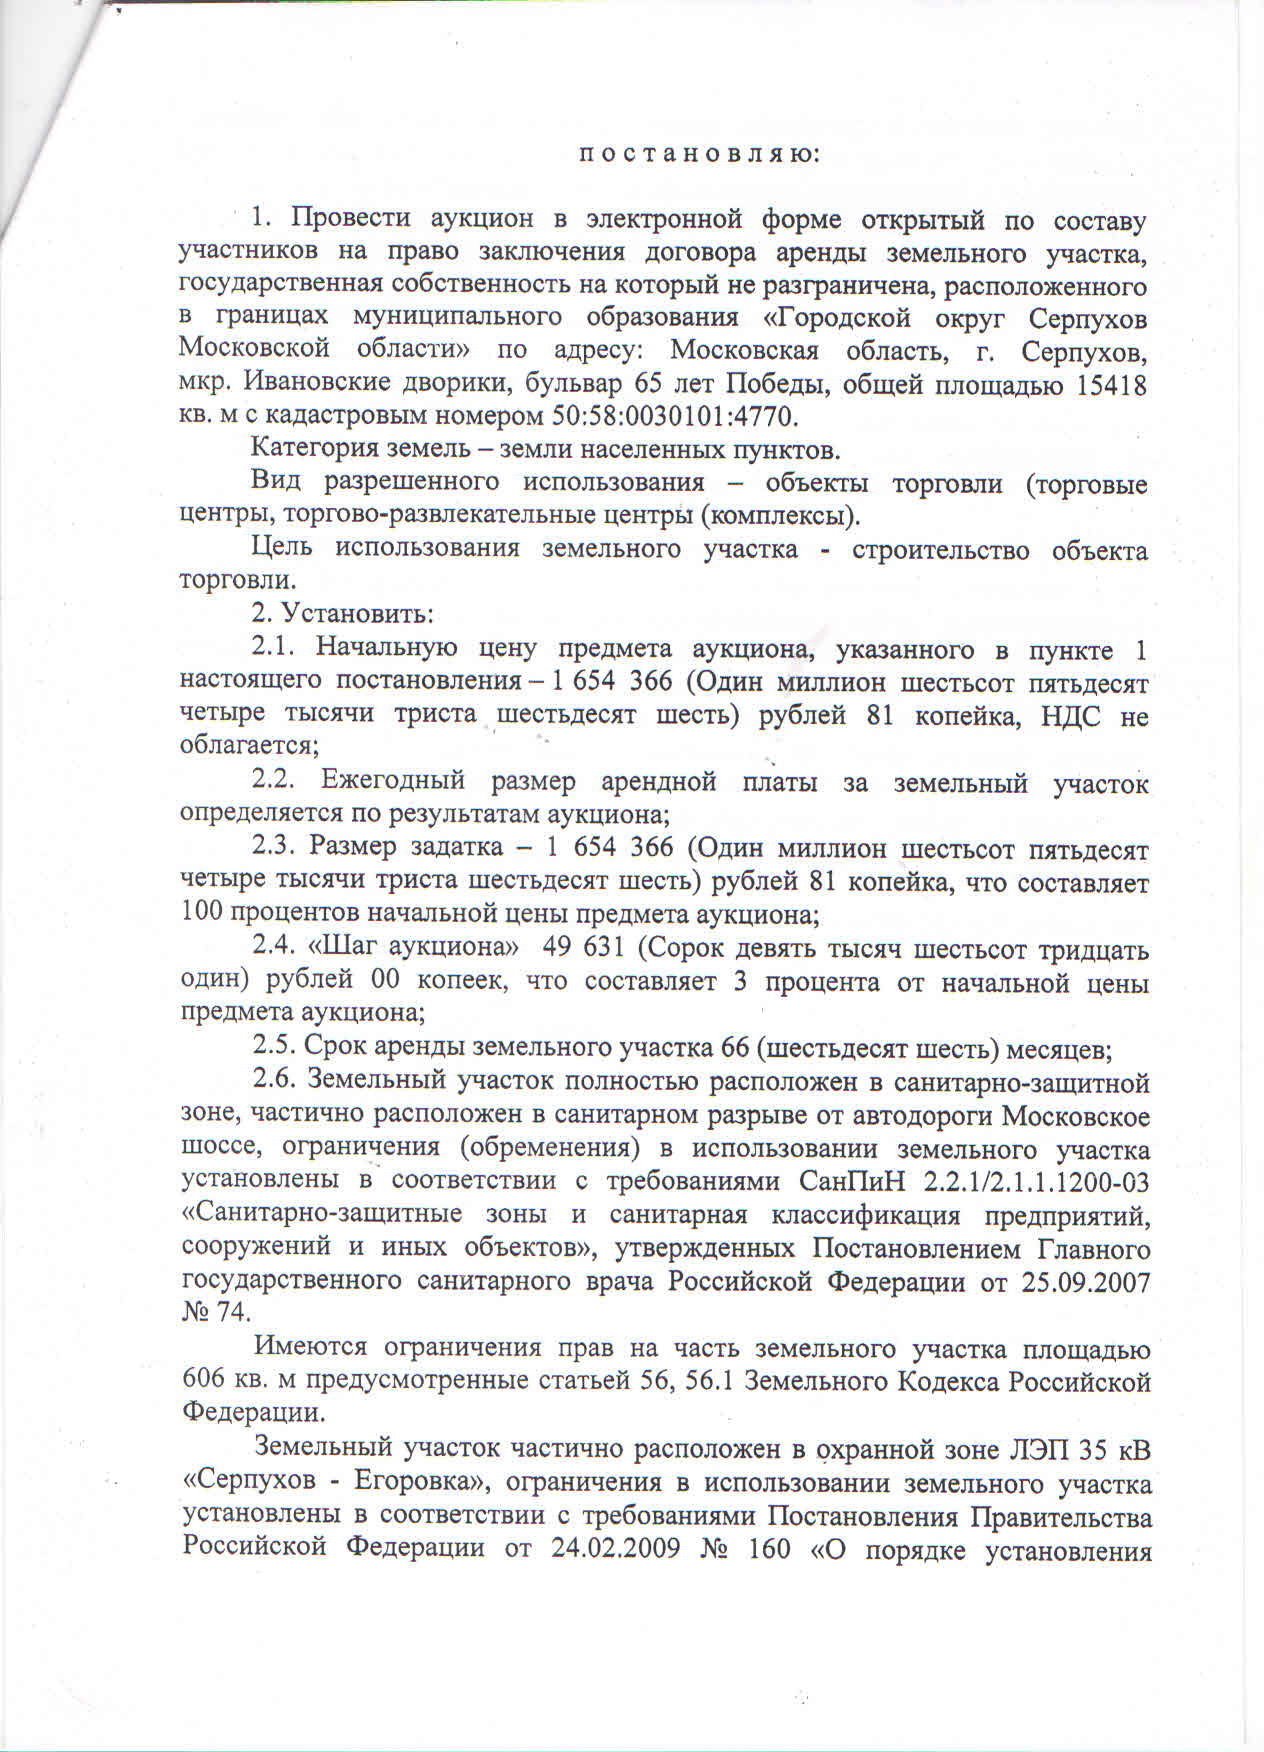 п о с т а н о в л я ю:
1. Провести аукцион в электронной форме открытый по составу
участников на право заключения договора аренды земельного участка,
государственная собственность на который не разграничена, расположенного
в границах муниципального образования «Городской округ Серпухов
Московской области» по адресу: Московская область, г. Серпухов,
мкр. Ивановские дворики, бульвар 65 лет Победы, общей площадью 15418
кв. м с кадастровым номером 50:58:0030101:4770.
Категория земель – земли населенных пунктов.
Вид разрешенного использования – объекты торговли (торговые
центры, торгово-развлекательные центры (комплексы).
Цель использования земельного участка - строительство объекта
торговли.
2. Установить:
2.1. Начальную цену предмета аукциона, указанного в пункте 1
настоящего постановления – 1 654 366 (Один миллион шестьсот пятьдесят
четыре тысячи триста шестьдесят шесть) рублей 81 копейка, НДС не
облагается;
2.2. Ежегодный размер арендной платы за земельный участок
определяется по результатам аукциона;
2.3. Размер задатка – 1 654 366 (Один миллион шестьсот пятьдесят
четыре тысячи триста шестьдесят шесть) рублей 81 копейка, что составляет
100 процентов начальной цены предмета аукциона;
2.4. «Шаг аукциона» 49 631 (Сорок девять тысяч шестьсот тридцать
один) рублей 00 копеек, что составляет 3 процента от начальной цены
предмета аукциона;
2.5. Срок аренды земельного участка 66 (шестьдесят шесть) месяцев;
2.6. Земельный участок полностью расположен в санитарно-защитной
зоне, частично расположен в санитарном разрыве от автодороги Московское
шоссе, ограничения (обременения) в использовании земельного участка
установлены в соответствии с требованиями СанПиН 2.2.1/2.1.1.1200-03
«Санитарно-защитные зоны и санитарная классификация предприятий,
сооружений и иных объектов», утвержденных Постановлением Главного
государственного санитарного врача Российской Федерации от 25.09.2007
№ 74.
Имеются ограничения прав на часть земельного участка площадью
606 кв. м предусмотренные статьей 56, 56.1 Земельного Кодекса Российской
Федерации.
Земельный участок частично расположен в охранной зоне ЛЭП 35 кВ
«Серпухов - Егоровка», ограничения в использовании земельного участка
установлены в соответствии с требованиями Постановления Правительства
Российской Федерации от 24.02.2009 № 160 «О порядке установления